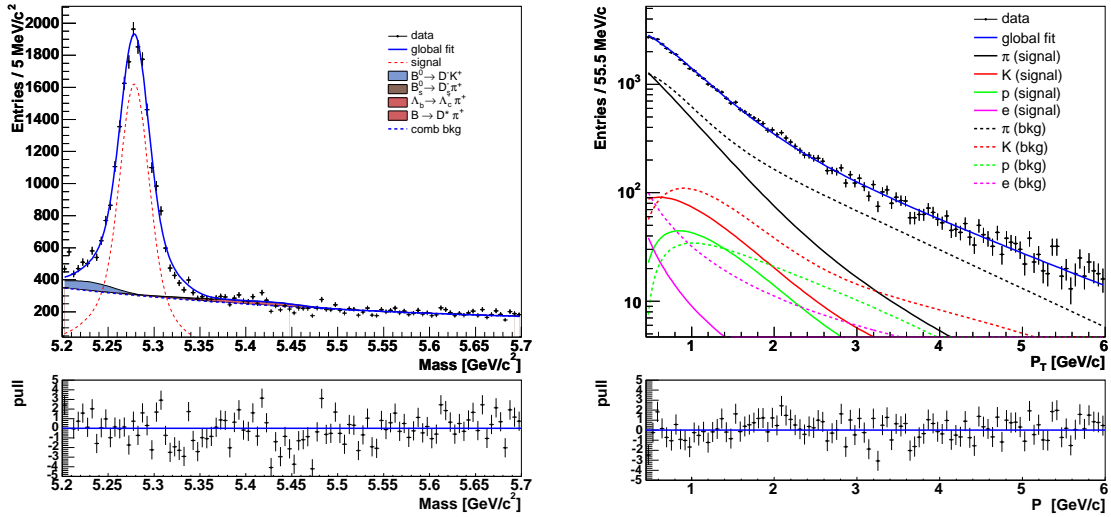 Entries / 5 MeV/c²
2000
1800
1600
1400
1200
1000
800
600
400
200
data
global fit
signal
B⁰ → D⁻K⁺
B⁰ₛ → D⁻ₛπ⁺
Λb → Λc π⁺
B → D* π⁺
comb bkg
5.2 5.25 5.3 5.35 5.4 5.45 5.5 5.55 5.6 5.65 5.7
Mass [GeV/c²]
pull
5
4
3
2
1
0
-1
-2
-3
-4
-5
5.2 5.25 5.3 5.35 5.4 5.45 5.5 5.55 5.6 5.65 5.7
Mass [GeV/c²]
Entries / 55.5 MeV/c
10³
10²
10
data
global fit
π (signal)
K (signal)
p (signal)
e (signal)
π (bkg)
K (bkg)
p (bkg)
e (bkg)
1 2 3 4 5 6
P_T [GeV/c]
pull
5
4
3
2
1
0
-1
-2
-3
-4
-5
1 2 3 4 5 6
P [GeV/c]